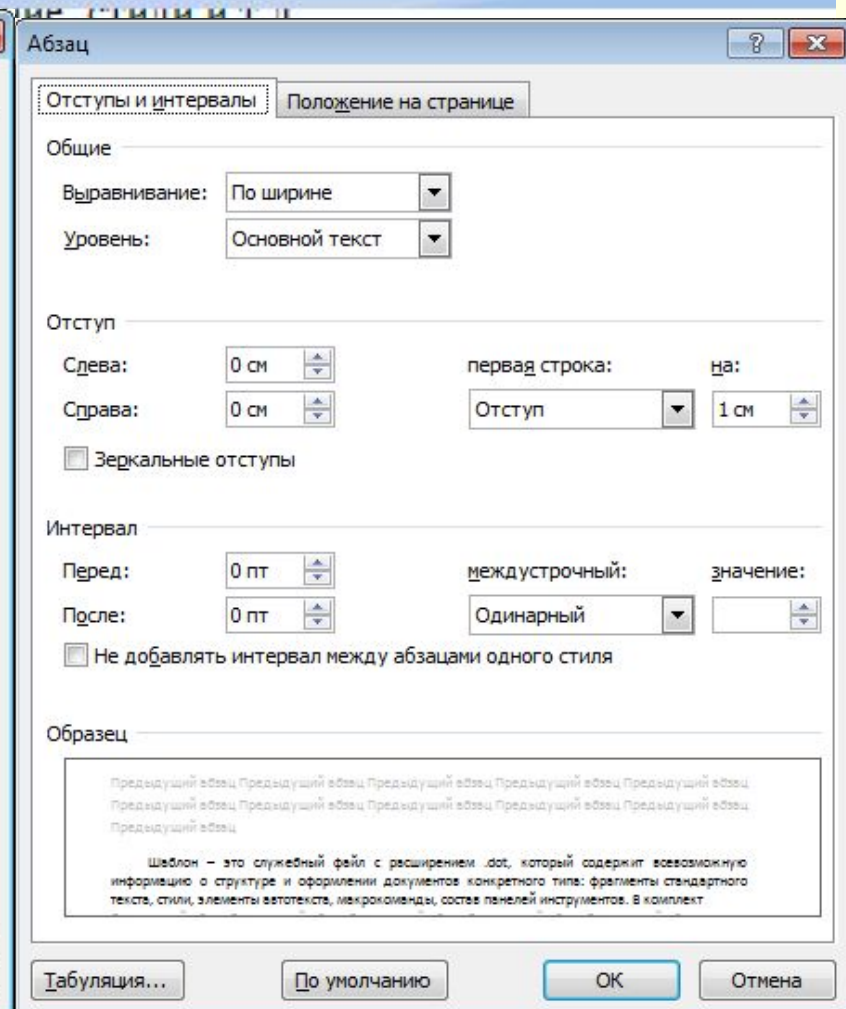 Абзац
Отступы и интервалы Положение на странице
Общие
Выравнивание: По ширине
Уровень: Основной текст
Отступ
Слева: 0 см первая строка: на:
Справа: 0 см Отступ 1 см
Зеркальные отступы
Интервал
Перед: 0 пт междустрочный: значение:
После: 0 пт Одинарный
Не добавлять интервал между абзацами одного стиля
Образец
Предыдущий абзац Предыдущий абзац Предыдущий абзац Предыдущий абзац Предыдущий абзац
Предыдущий абзац Предыдущий абзац Предыдущий абзац Предыдущий абзац Предыдущий абзац
Предыдущий абзац
Шаблон – это служебный файл с расширением .dot, который содержит всевозможную
информацию о структуре и оформлении документов конкретного типа: фрагменты стандартного
текста, стили, элементы автотекста, макрокоманды, состав панелей инструментов. В комплект
Табуляция... По умолчанию ОК Отмена